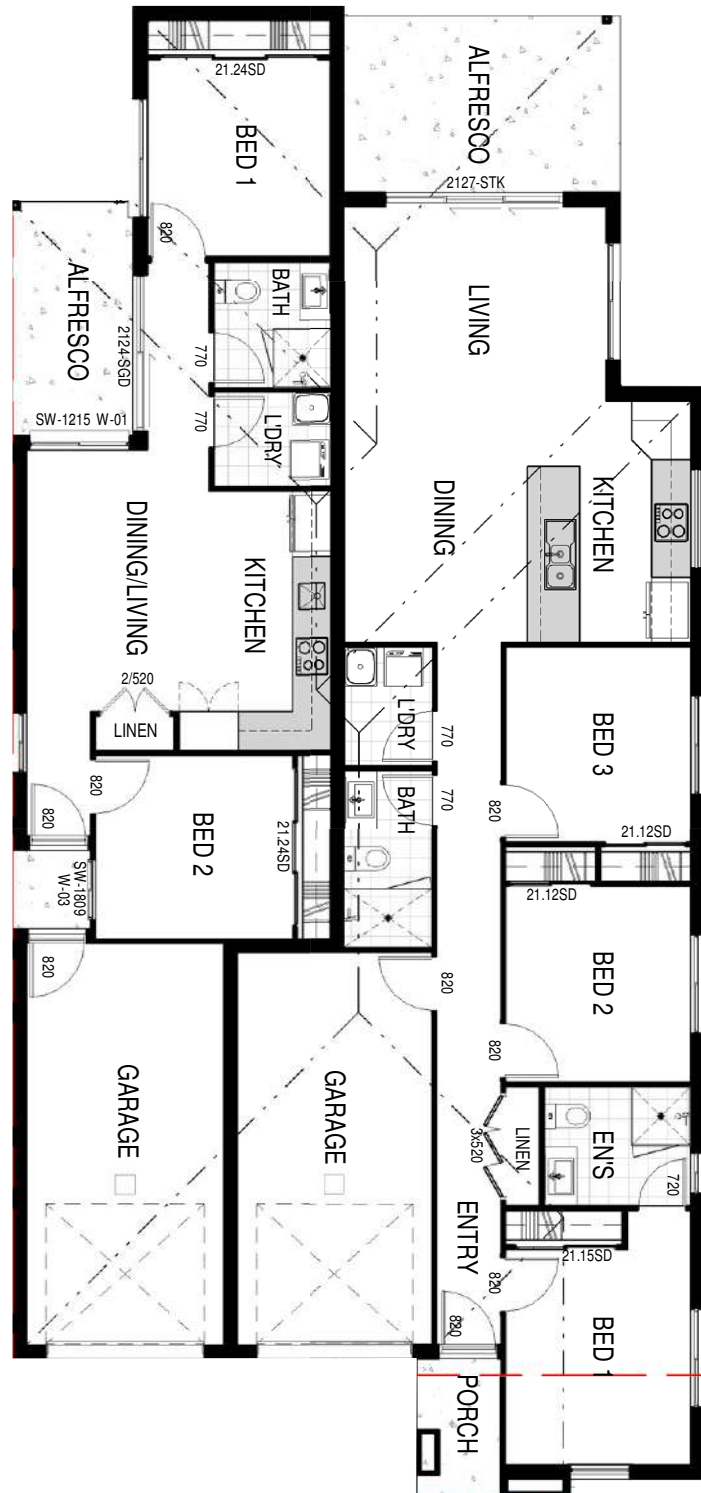 21.24SD
BED 1
820
ALFRESCO
2127-STK
ALFRESCO
2124-SGD
SW-1215 W-01
BATH
770
770
L'DRY
LIVING
DINING
KITCHEN
DINING/LIVING
KITCHEN
2/520
LINEN
L'DRY
770
BATH
770
BED 3
820
21.12SD
21.12SD
820
820
BED 2
21.24SD
SW-1809
W-03
820
820
BED 2
820
GARAGE
GARAGE
3x520
LINEN
EN'S
720
ENTRY
820
21.15SD
820
BED 1
PORCH